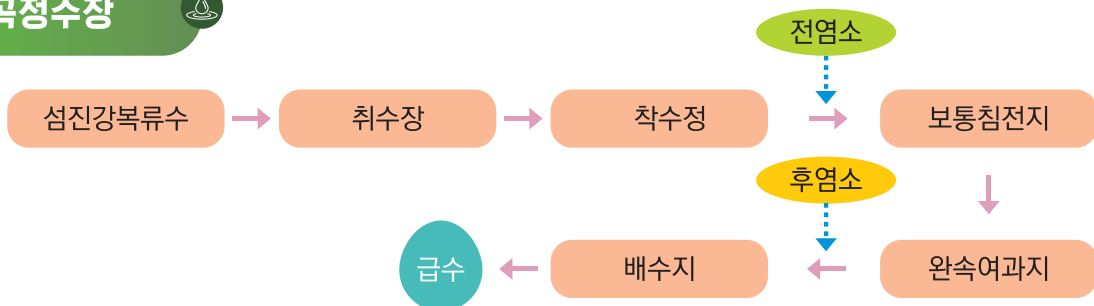 곡정수장
전염소
섬진강복류수
취수장
착수정
보통침전지
후염소
급수
배수지
완속여과지